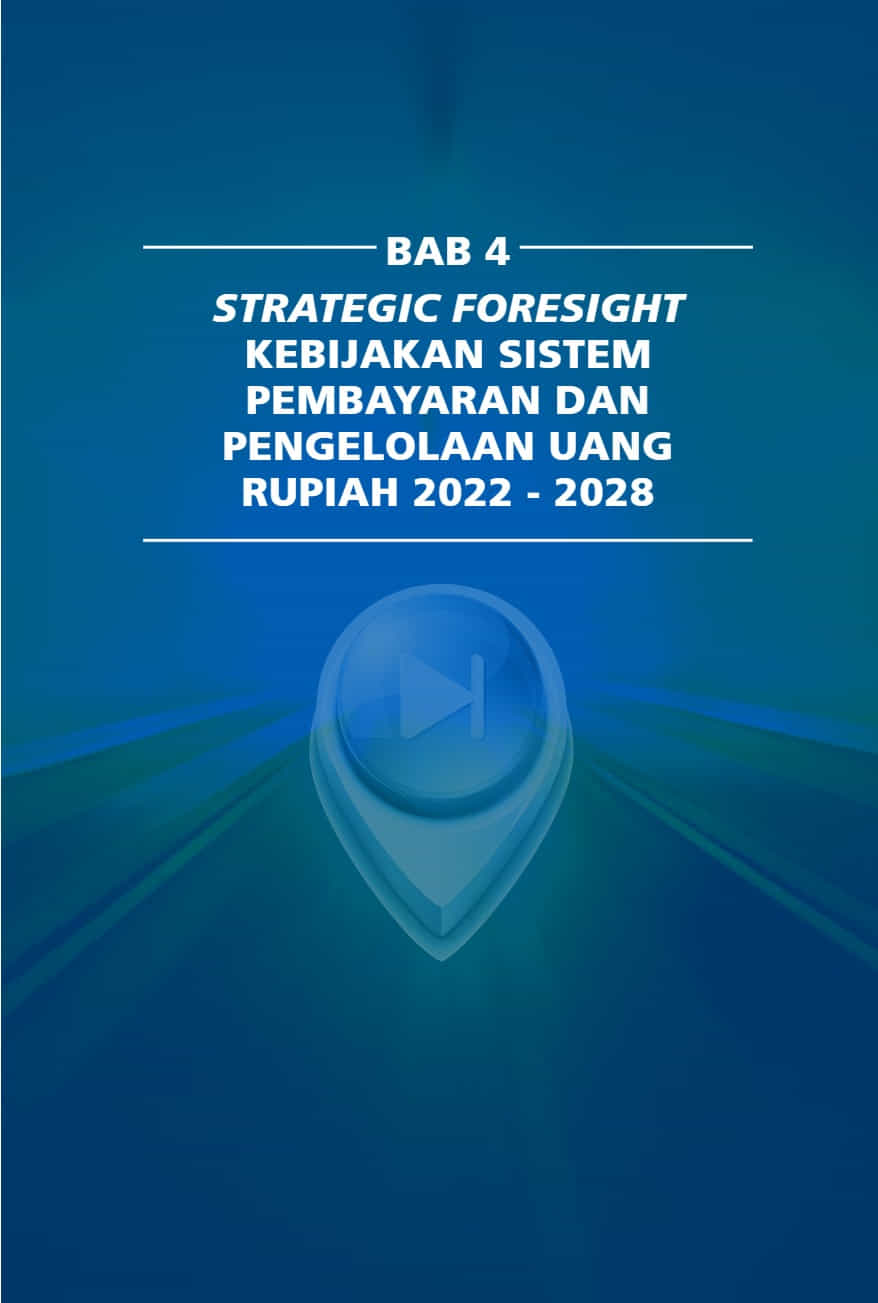 BAB 4
STRATEGIC FORESIGHT
KEBIJAKAN SISTEM
PEMBAYARAN DAN
PENGELOLAAN UANG
RUPIAH 2022 - 2028